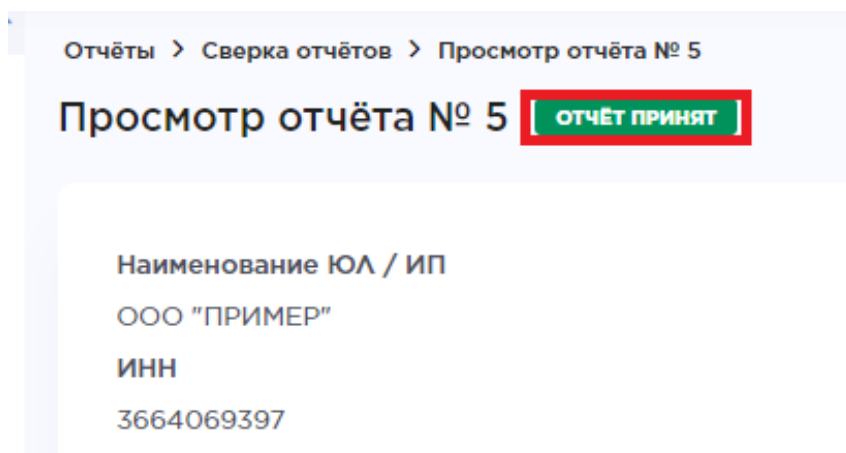 Отчёты > Сверка отчётов > Просмотр отчёта № 5
Просмотр отчёта № 5 ОТЧЁТ ПРИНЯТ
Наименование ЮЛ / ИП
ООО "ПРИМЕР"
ИНН
3664069397